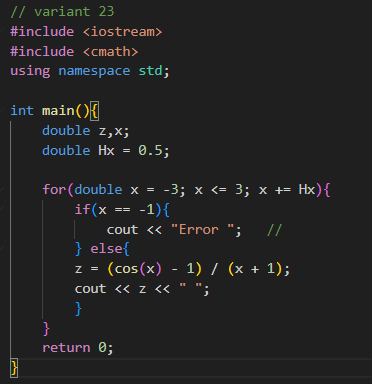 // variant 23
#include <iostream>
#include <cmath>
using namespace std;

int main(){
    double z,x;
    double Hx = 0.5;

    for(double x = -3; x <= 3; x += Hx){
        if(x == -1){
            cout << "Error ";   //
        } else{
        z = (cos(x) - 1) / (x + 1);
        cout << z << " ";
        }
    }
    return 0;
}